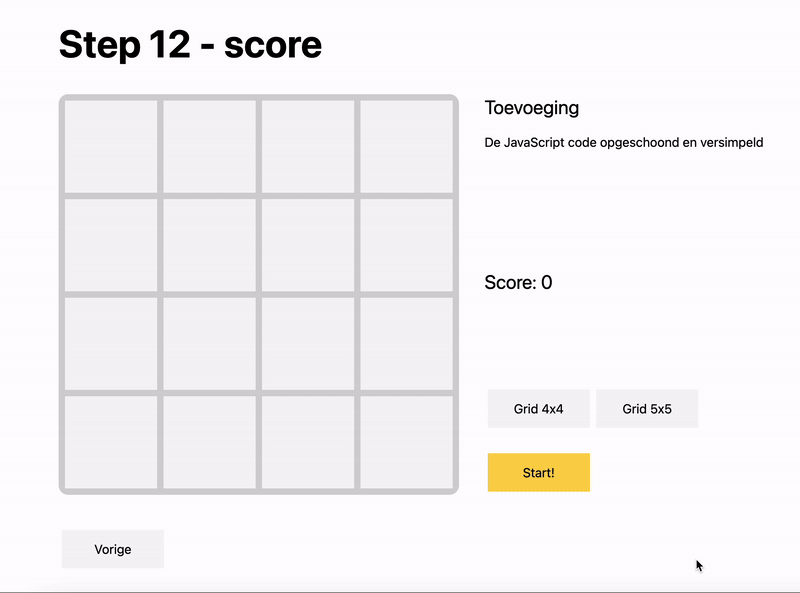 Step 12 - score
Toevoeging
De JavaScript code opgeschoond en versimpeld
Score: 0
Grid 4x4
Grid 5x5
Start!
Vorige